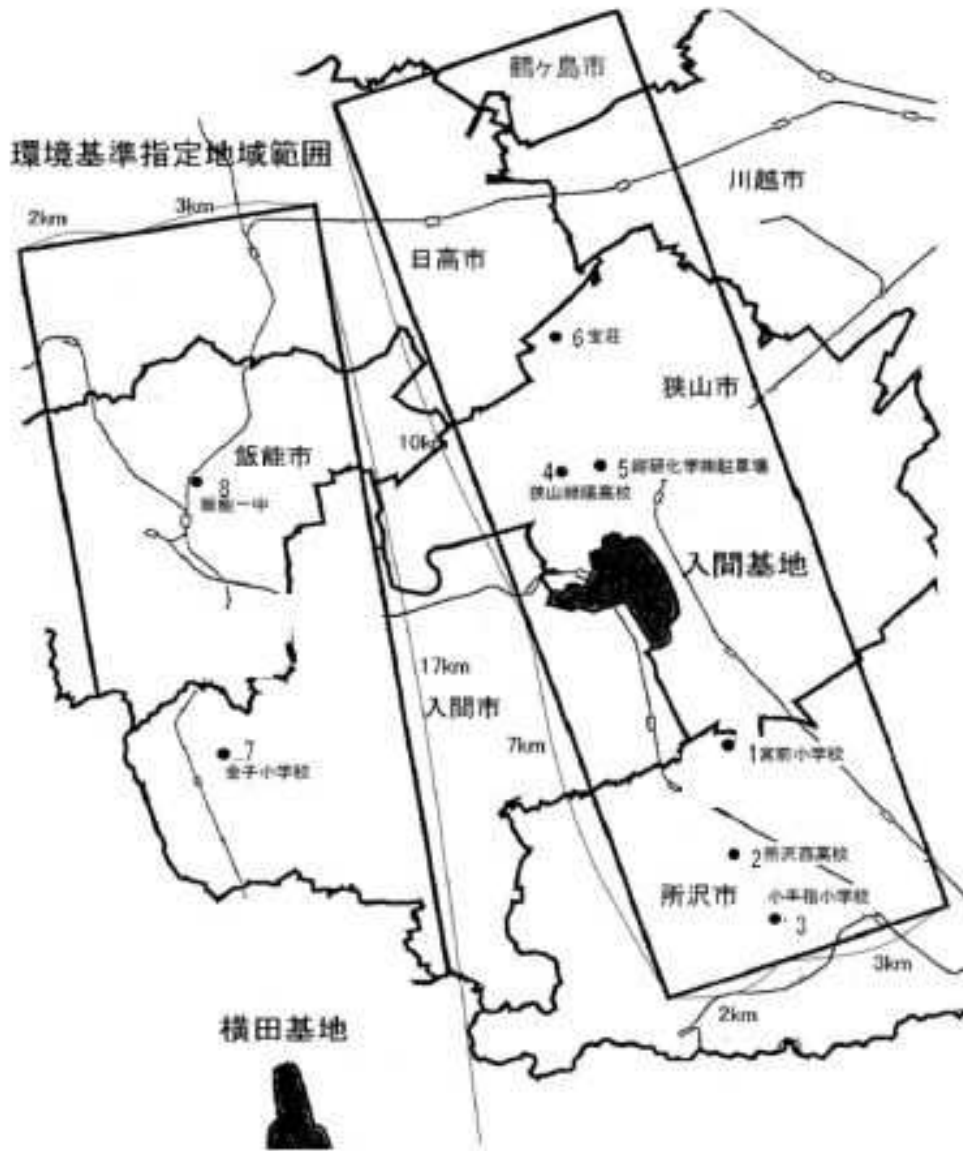 鶴ヶ島市
環境基準指定地域範囲
川越市
3km
2km
日高市
6 宝荘
狭山市
10km
飯能市
4
5
狭山緑陽高校
8
飯能一中
入間基地
17km
入間市
7km
7
金子小学校
1 宮前小学校
2 所沢西高校
所沢市
小手指小学校
3
3km
2km
横田基地